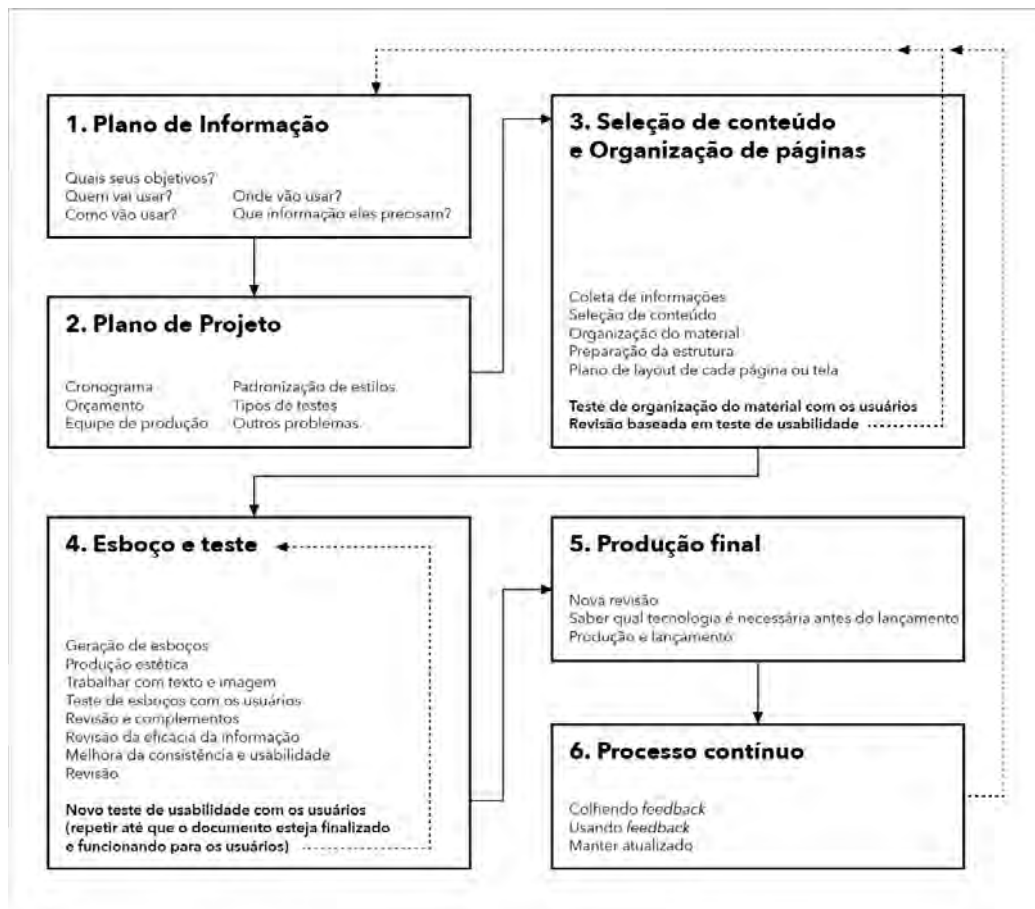 1. Plano de Informação
Quais seus objetivos?
Quem vai usar?
Como vão usar?
Onde vão usar?
Que informação eles precisam?
2. Plano de Projeto
Cronograma
Orçamento
Equipe de produção
Padronização de estilos
Tipos de testes
Outros problemas
3. Seleção de conteúdo
e Organização de páginas
Coleta de informações
Seleção de conteúdo
Organização do material
Preparação da estrutura
Plano de layout de cada página ou tela
Teste de organização do material com os usuários
Revisão baseada em teste de usabilidade
4. Esboço e teste
Geração de esboços
Produção estética
Trabalhar com texto e imagem
Teste de esboços com os usuários
Revisão e complementos
Revisão da eficácia da informação
Melhora da consistência e usabilidade
Revisão
Novo teste de usabilidade com os usuários
(repetir até que o documento esteja finalizado
e funcionando para os usuários)
5. Produção final
Nova revisão
Saber qual tecnologia é necessária antes do lançamento
Produção e lançamento
6. Processo contínuo
Colhendo feedback
Usando feedback
Manter atualizado